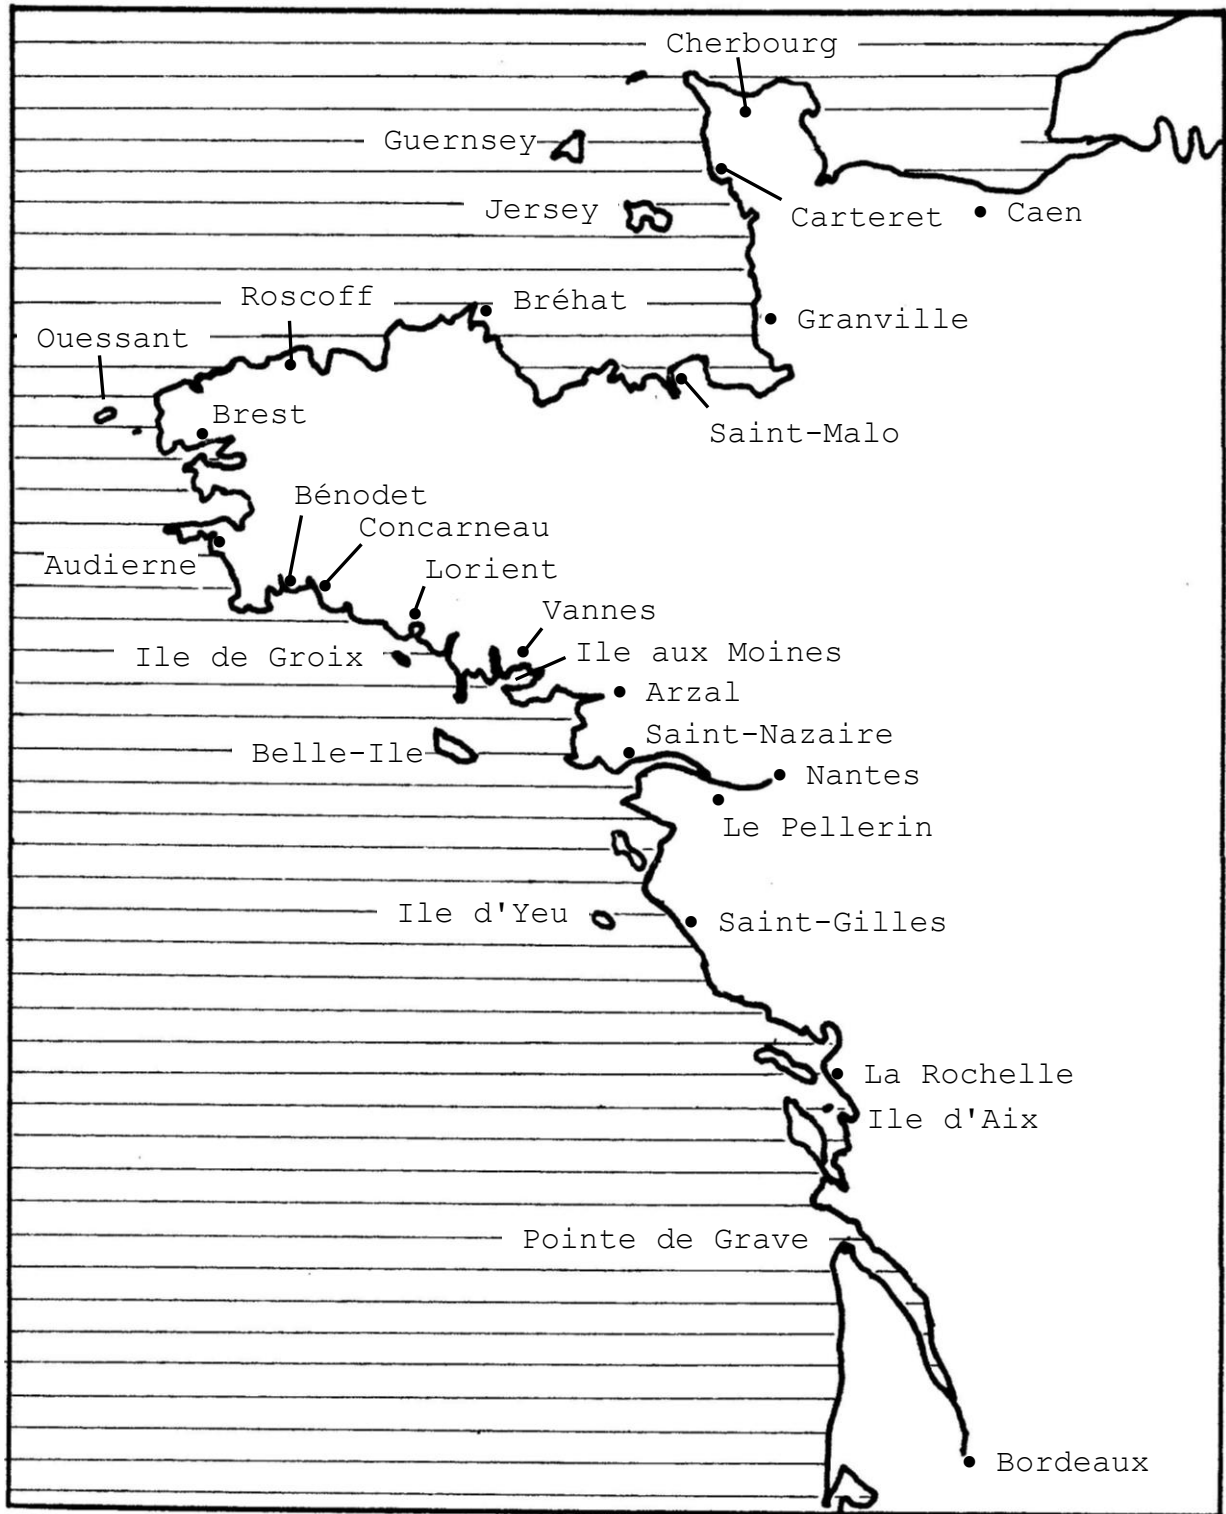 Cherbourg
Guernsey
Jersey
Carteret
Caen
Roscoff
Bréhat
Granville
Ouessant
Brest
Saint-Malo
Bénodet
Concarneau
Audierne
Lorient
Vannes
Ile de Groix
Ile aux Moines
Arzal
Saint-Nazaire
Belle-Ile
Nantes
Le Pellerin
Ile d'Yeu
Saint-Gilles
La Rochelle
Ile d'Aix
Pointe de Grave
Bordeaux